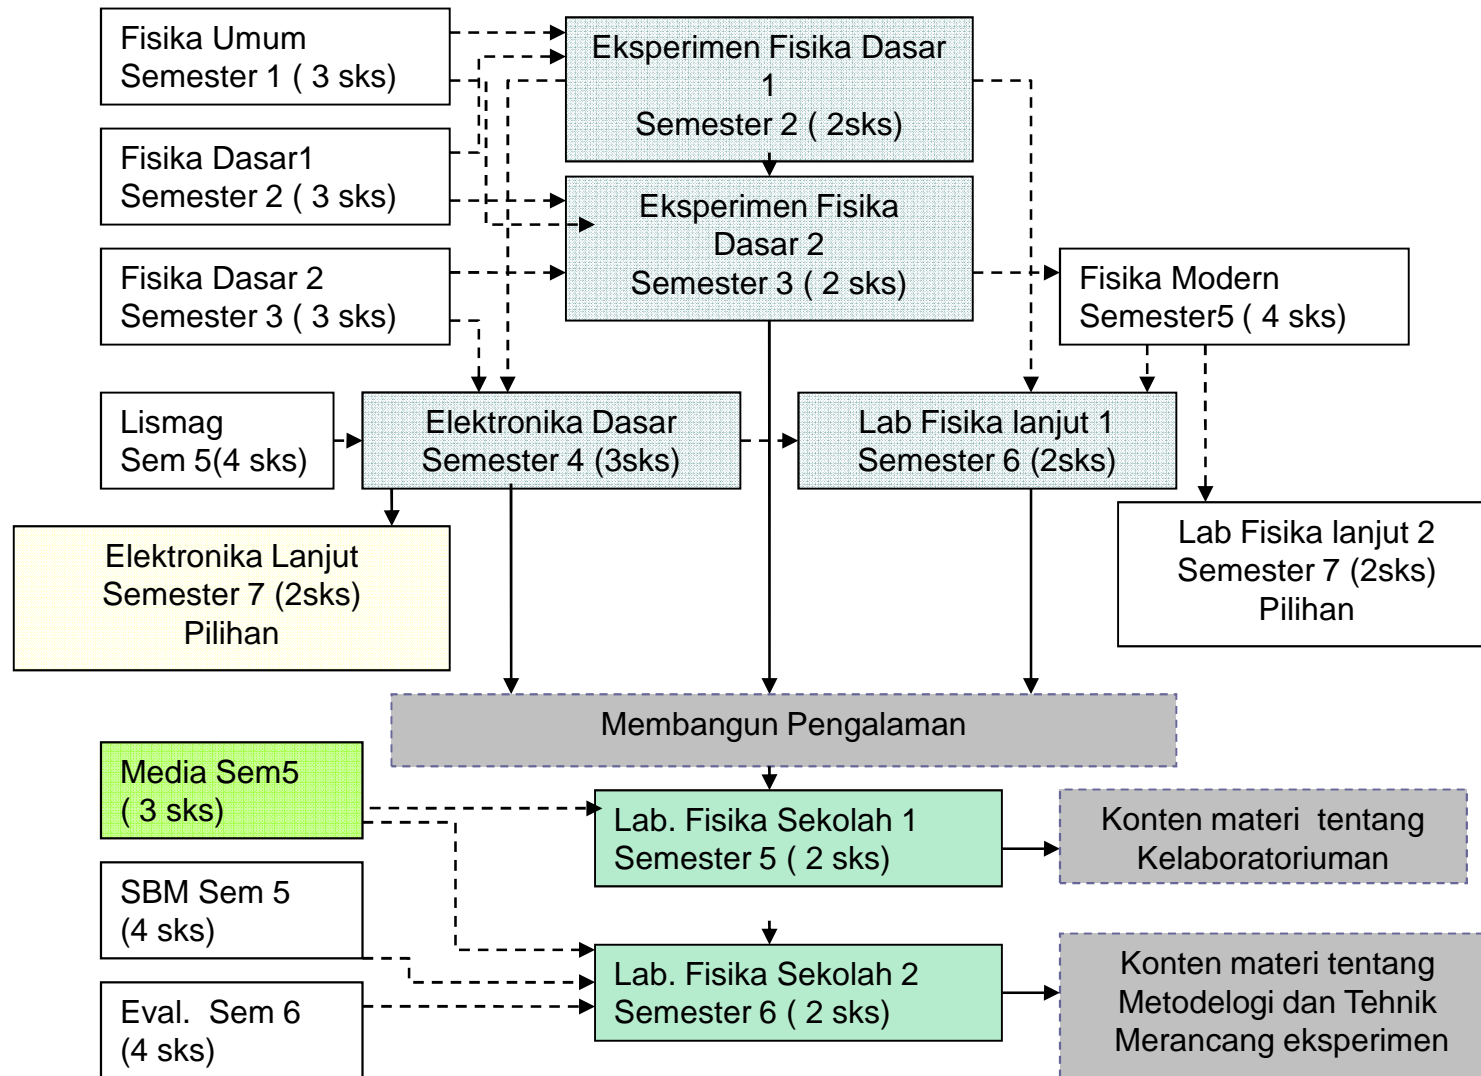 Fisika Umum
Semester 1 ( 3 sks)
Eksperimen Fisika Dasar
1
Semester 2 ( 2sks)
Fisika Dasar1
Semester 2 ( 3 sks)
Eksperimen Fisika
Dasar 2
Semester 3 ( 2 sks)
Fisika Dasar 2
Semester 3 ( 3 sks)
Fisika Modern
Semester5 ( 4 sks)
Lismag
Sem 5(4 sks)
Elektronika Dasar
Semester 4 (3sks)
Lab Fisika lanjut 1
Semester 6 (2sks)
Elektronika Lanjut
Semester 7 (2sks)
Pilihan
Lab Fisika lanjut 2
Semester 7 (2sks)
Pilihan
Membangun Pengalaman
Media Sem5
( 3 sks)
Lab. Fisika Sekolah 1
Semester 5 ( 2 sks)
Konten materi  tentang
Kelaboratoriuman
SBM Sem 5
(4 sks)
Lab. Fisika Sekolah 2
Semester 6 ( 2 sks)
Konten materi tentang
Metodelogi dan Tehnik
Merancang eksperimen
Eval.  Sem 6
(4 sks)